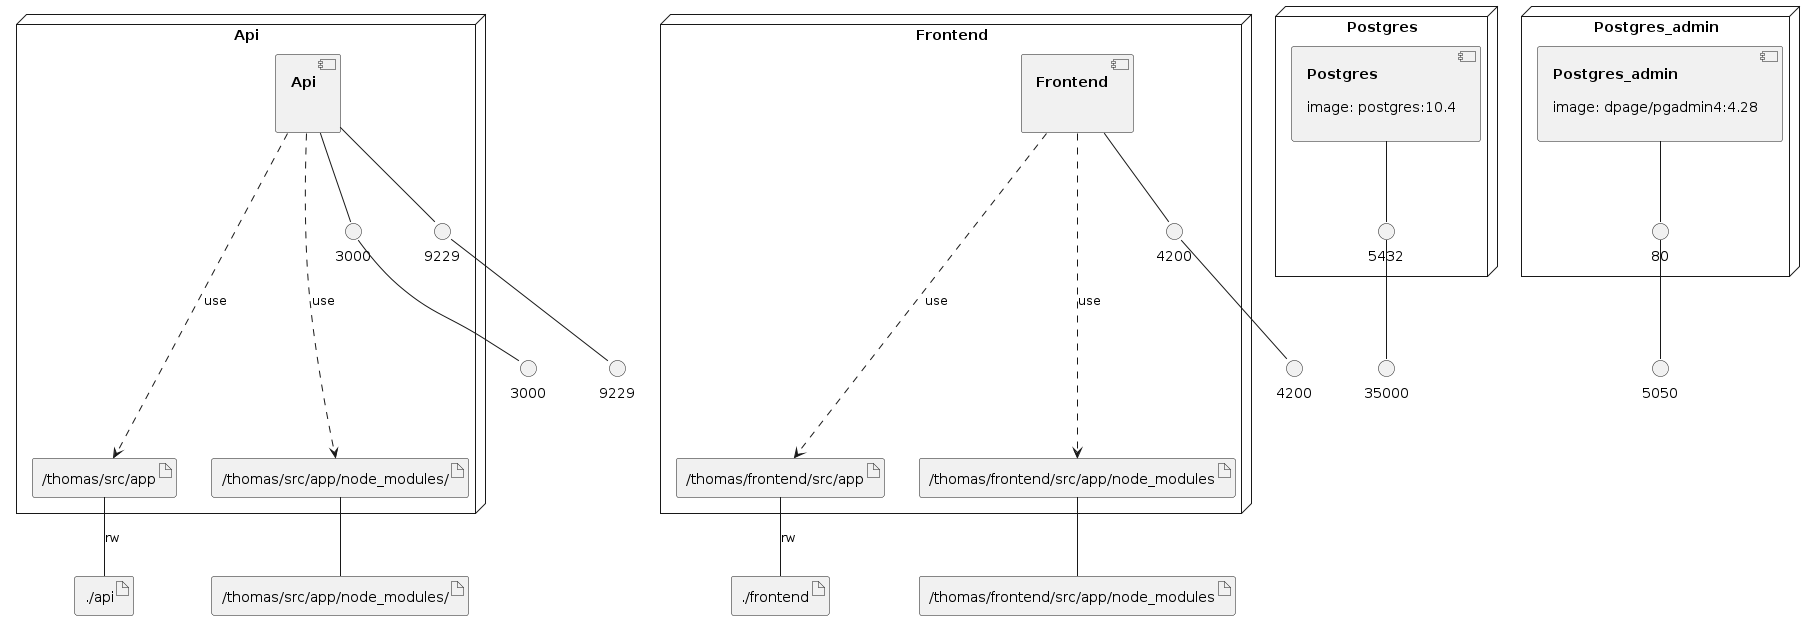 Api
Api
3000
9229
use
use
3000
9229
/thomas/src/app
/thomas/src/app/node_modules/
rw
./api
/thomas/src/app/node_modules/
Frontend
Frontend
4200
use
use
4200
/thomas/frontend/src/app
/thomas/frontend/src/app/node_modules
rw
./frontend
/thomas/frontend/src/app/node_modules
Postgres
Postgres
image: postgres:10.4
5432
35000
Postgres_admin
Postgres_admin
image: dpage/pgadmin4:4.28
80
5050